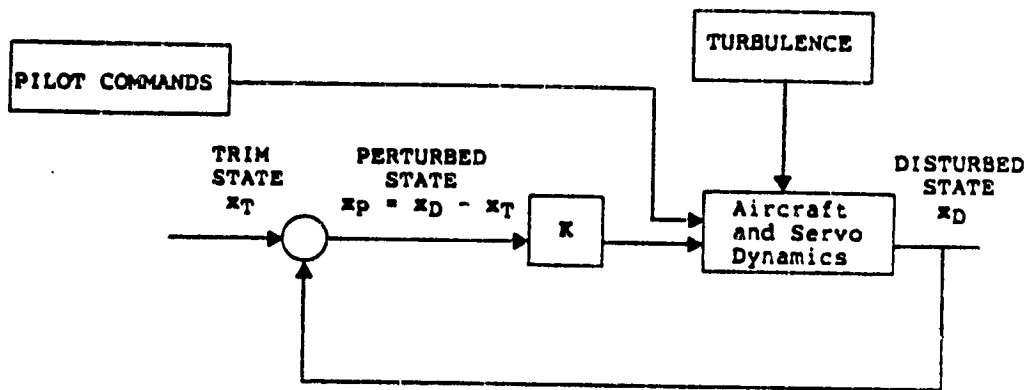 TURBULENCE
PILOT COMMANDS
TRIM
STATE
xT
PERTURBED
STATE
xP = xD - xT
K
Aircraft
and Servo
Dynamics
DISTURBED
STATE
xD